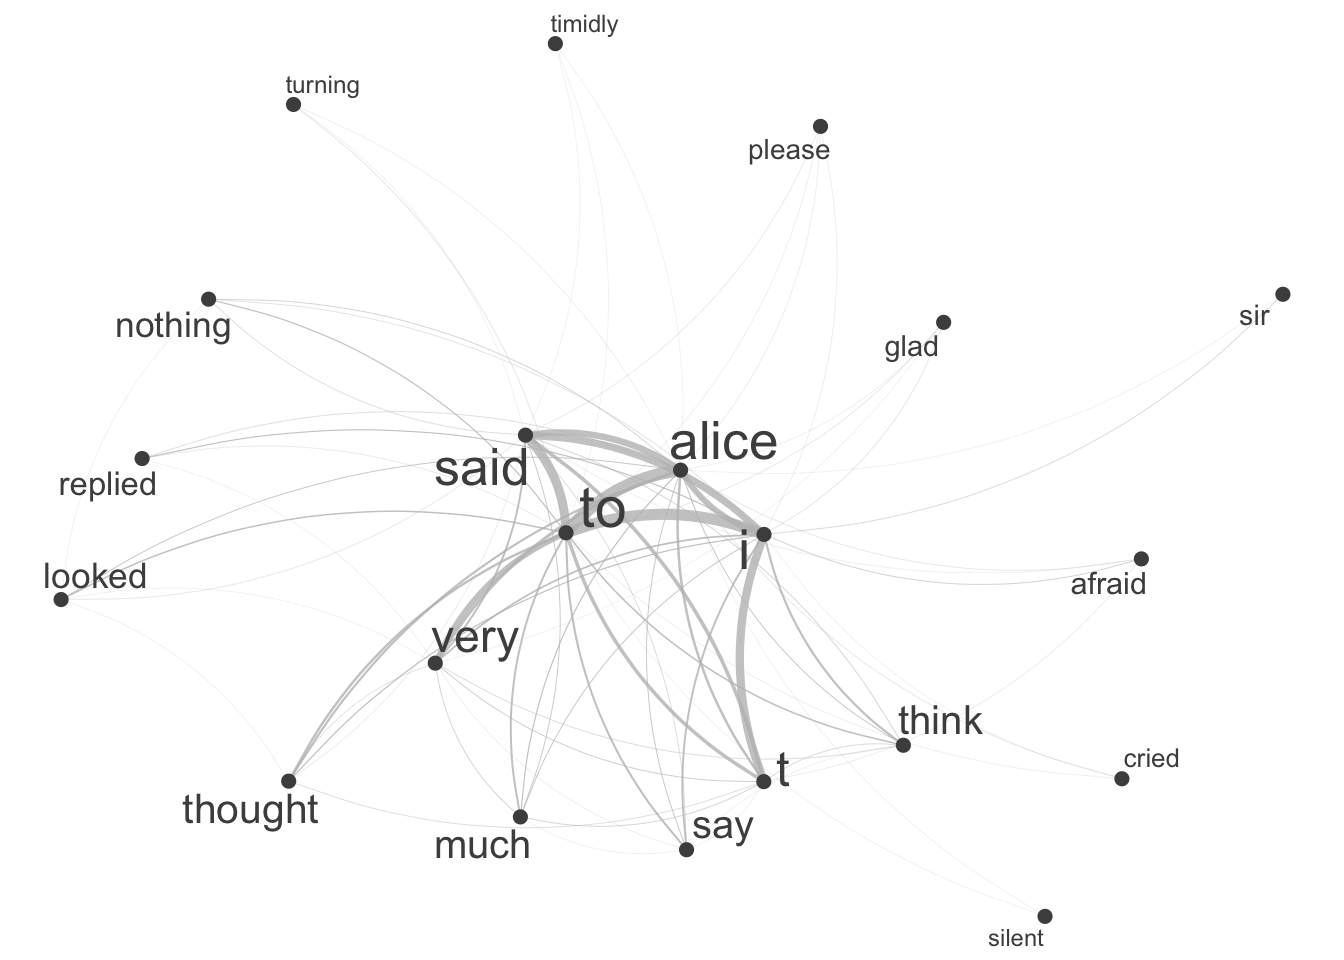 timidly
turning
please
nothing
sir
glad
alice
said
replied
to
i
looked
afraid
very
think
cried
t
thought
say
much
silent